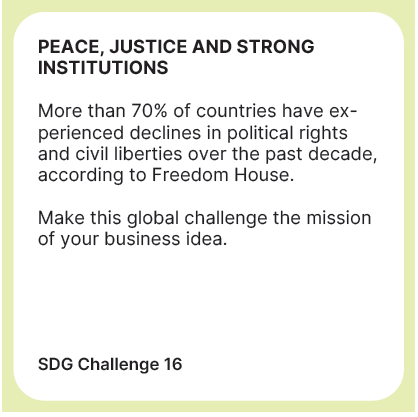 PEACE, JUSTICE AND STRONG
INSTITUTIONS
More than 70% of countries have ex-
perienced declines in political rights
and civil liberties over the past decade,
according to Freedom House.
Make this global challenge the mission
of your business idea.
SDG Challenge 16